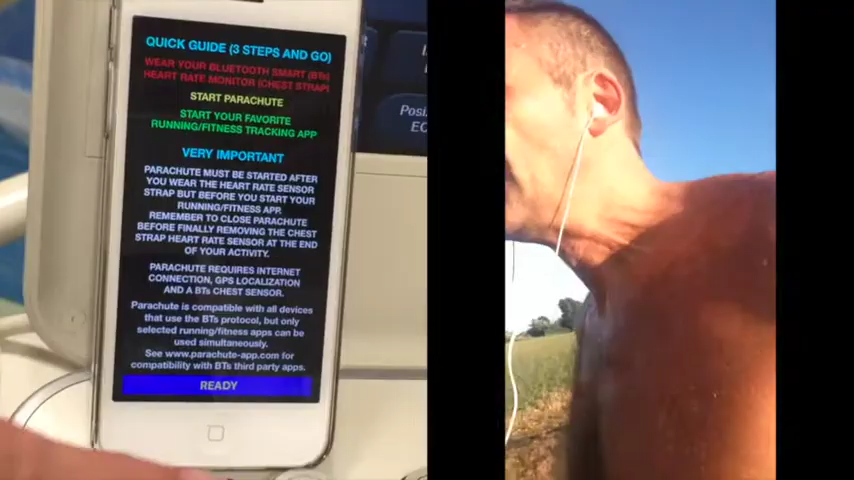 QUICK GUIDE (3 STEPS AND GO)
WEAR YOUR BLUETOOTH SMART (BTs)
HEART RATE MONITOR (CHEST STRAP)
START PARACHUTE
START YOUR FAVORITE
RUNNING/FITNESS TRACKING APP
VERY IMPORTANT
PARACHUTE MUST BE STARTED AFTER
YOU WEAR THE HEART RATE SENSOR
STRAP BUT BEFORE YOU START YOUR
RUNNING/FITNESS APP.
REMEMBER TO CLOSE PARACHUTE
BEFORE FINALLY REMOVING THE CHEST
STRAP HEART RATE SENSOR AT THE END
OF YOUR ACTIVITY.
PARACHUTE REQUIRES INTERNET
CONNECTION, GPS LOCALIZATION
AND A BTs CHEST SENSOR.
Parachute is compatible with all devices
that use the BTs protocol, but only
selected running/fitness apps can be
used simultaneously.
See www.parachute-app.com for
compatibility with BTs third party apps.
READY